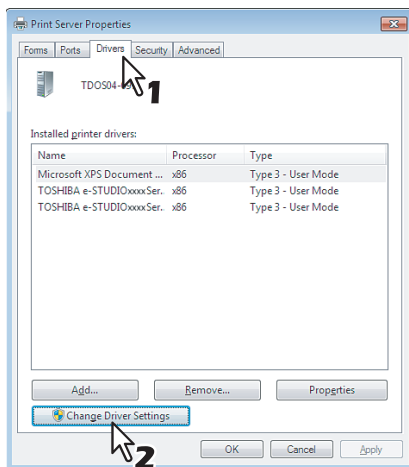 Print Server Properties
Forms Ports Drivers Security Advanced
TDOS04-
1
Installed printer drivers:
Name Processor Type
Microsoft XPS Document ... x86 Type 3 - User Mode
TOSHIBA e-STUDIOxxxxSer.. x86 Type 3 - User Mode
TOSHIBA e-STUDIOxxxxSer.. x86 Type 3 - User Mode
Add... Remove... Properties
Change Driver Settings
2
OK Cancel Apply